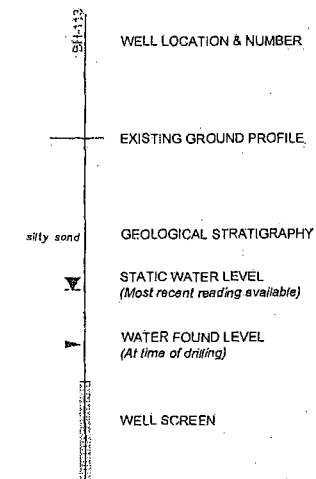 BH-113
WELL LOCATION & NUMBER
EXISTING GROUND PROFILE
silty sand
GEOLOGICAL STRATIGRAPHY
STATIC WATER LEVEL
(Most recent reading available)
WATER FOUND LEVEL
(At time of drilling)
WELL SCREEN